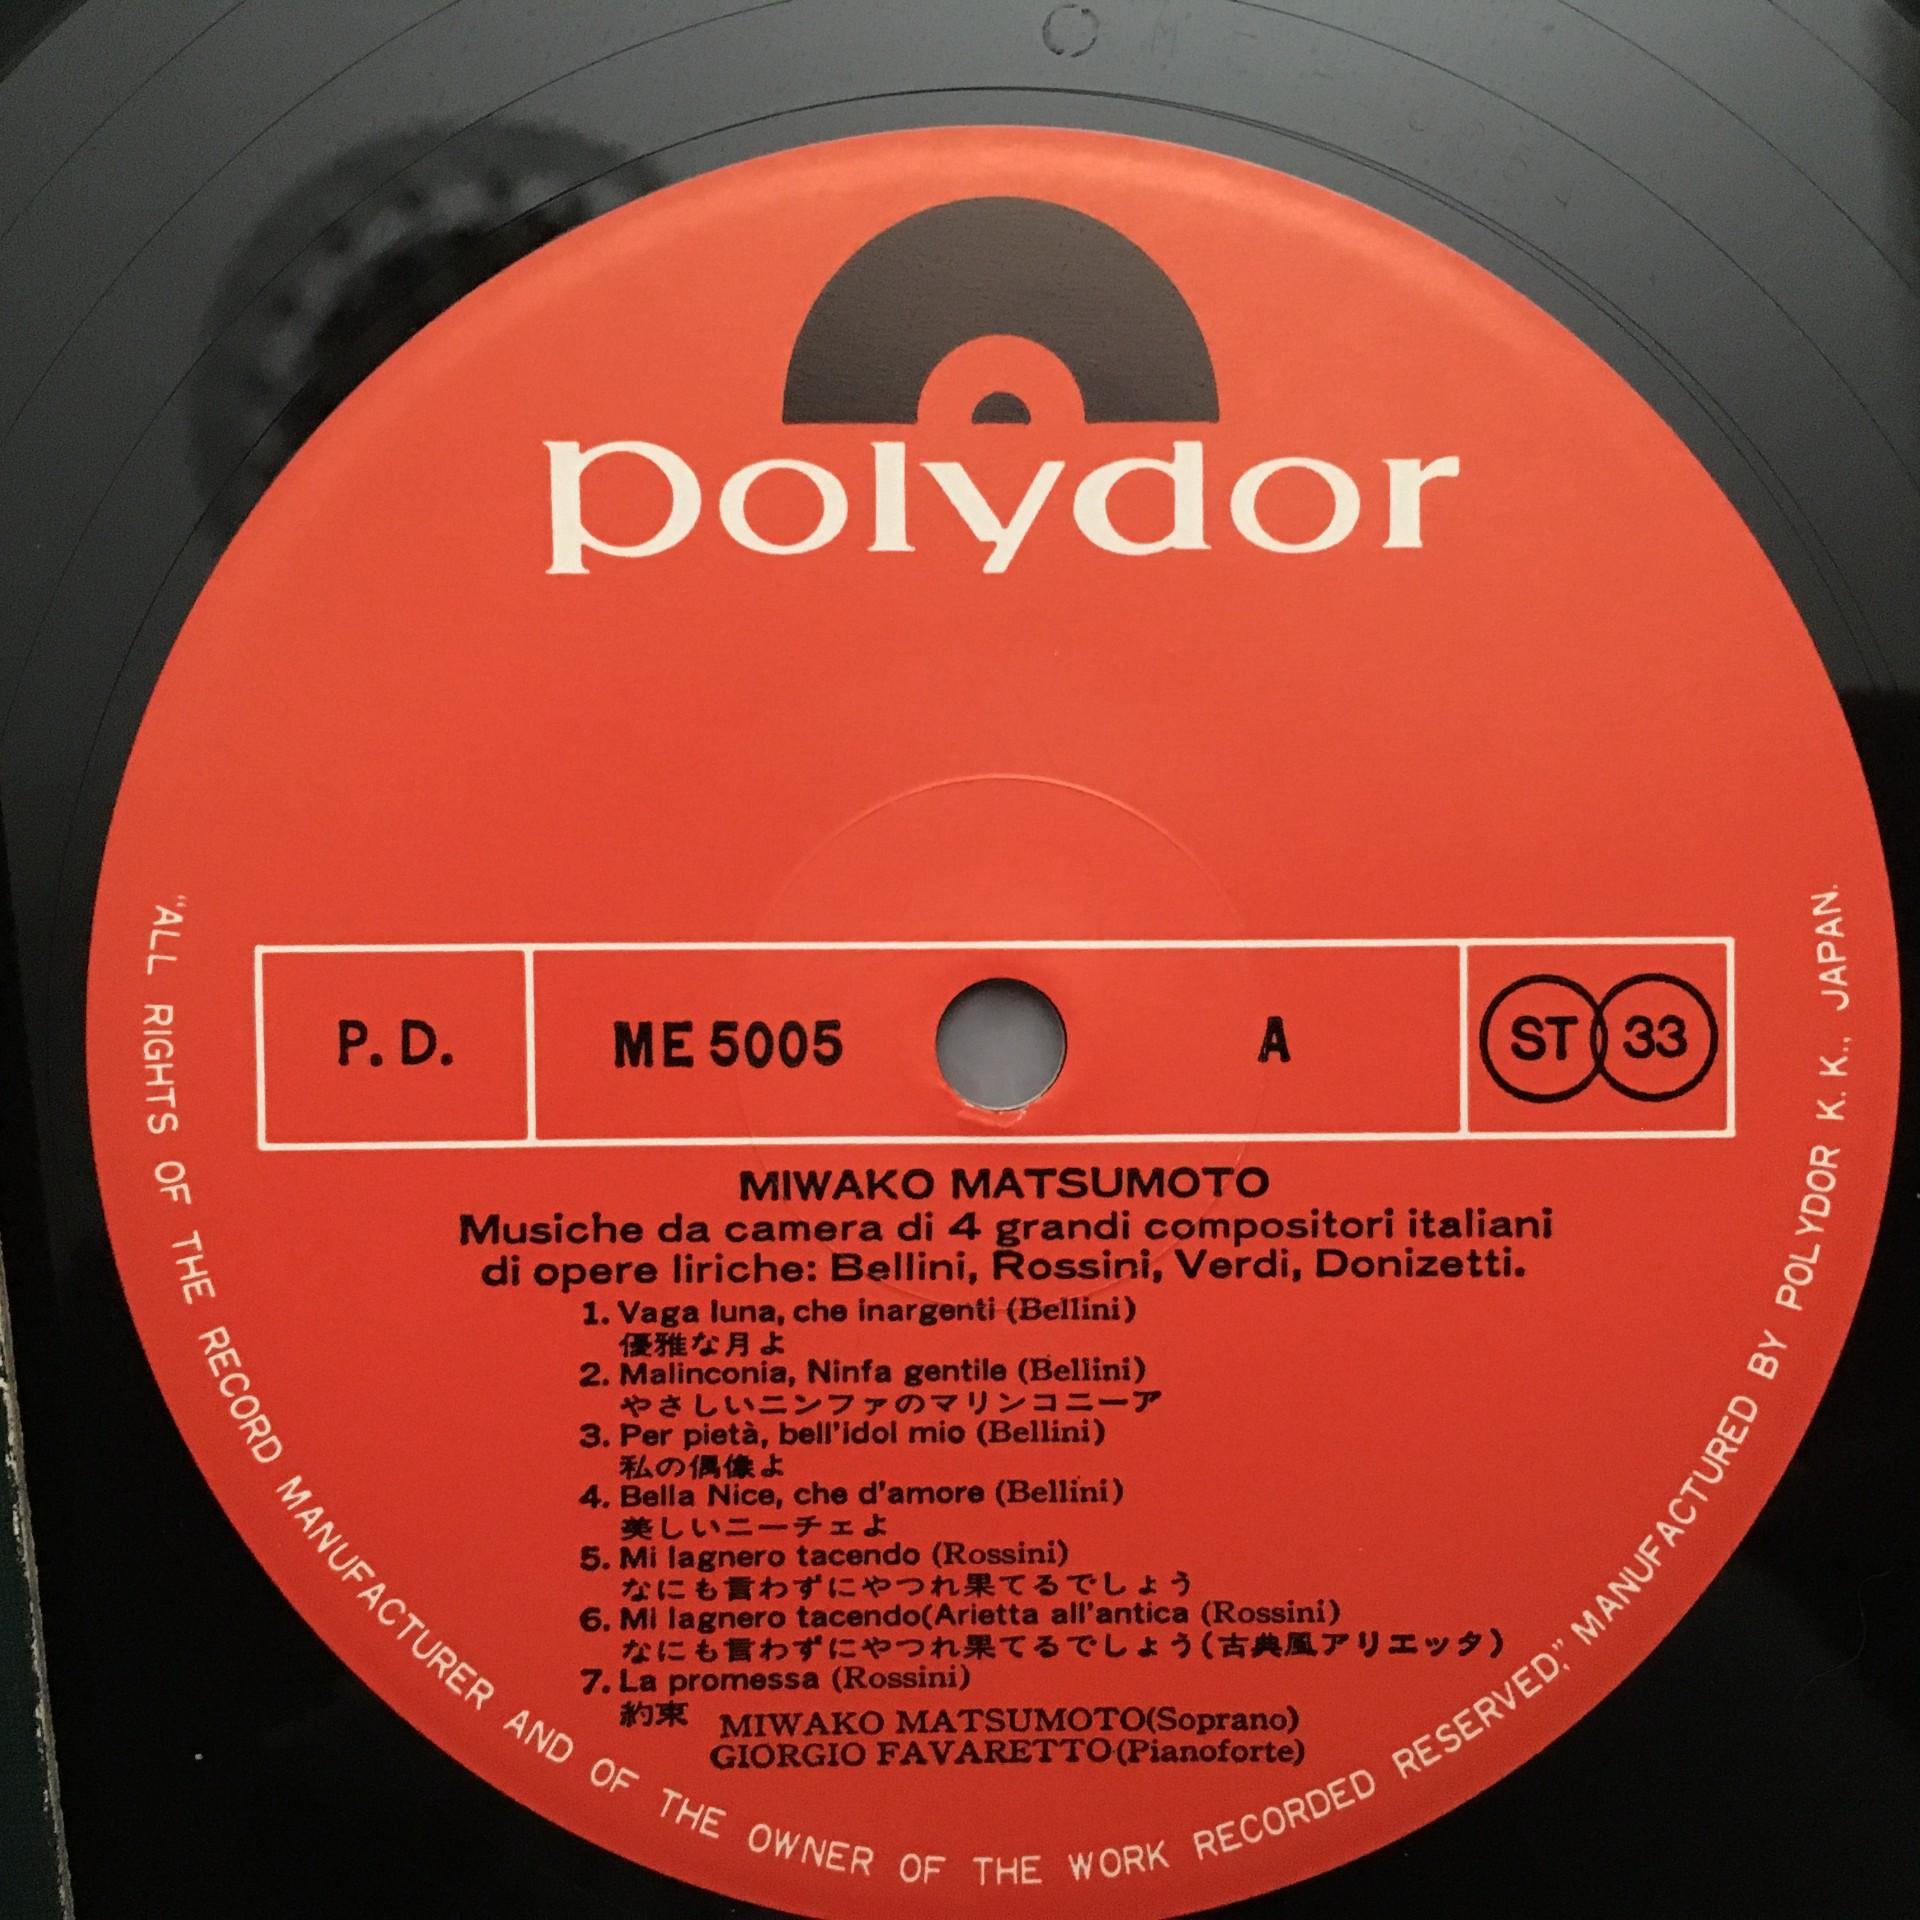 polydor
P. D. ME 5005 A ST 33
MIWAKO MATSUMOTO
Musiche da camera di 4 grandi compositori italiani
di opere liriche: Bellini, Rossini, Verdi, Donizetti.
1. Vaga luna, che inargenti (Bellini)
優雅な月よ
2. Malinconia, Ninfa gentile (Bellini)
やさしいニンファのマリンコニーア
3. Per pietà, bell'idol mio (Bellini)
私の偶像よ
4. Bella Nice, che d'amore (Bellini)
美しいニーチェよ
5. Mi lagnero tacendo (Rossini)
なにも言わずにやつれ果てるでしょう
6. Mi lagnero tacendo(Arietta all'antica (Rossini)
なにも言わずにやつれ果てるでしょう(古典風アリエッタ)
7. La promessa (Rossini)
約束
MIWAKO MATSUMOTO(Soprano)
GIORGIO FAVARETTO(Pianoforte)
"ALL RIGHTS OF THE RECORD MANUFACTURER AND OF THE OWNER OF THE WORK RECORDED RESERVED," MANUFACTURED BY POLYDOR K. K., JAPAN.